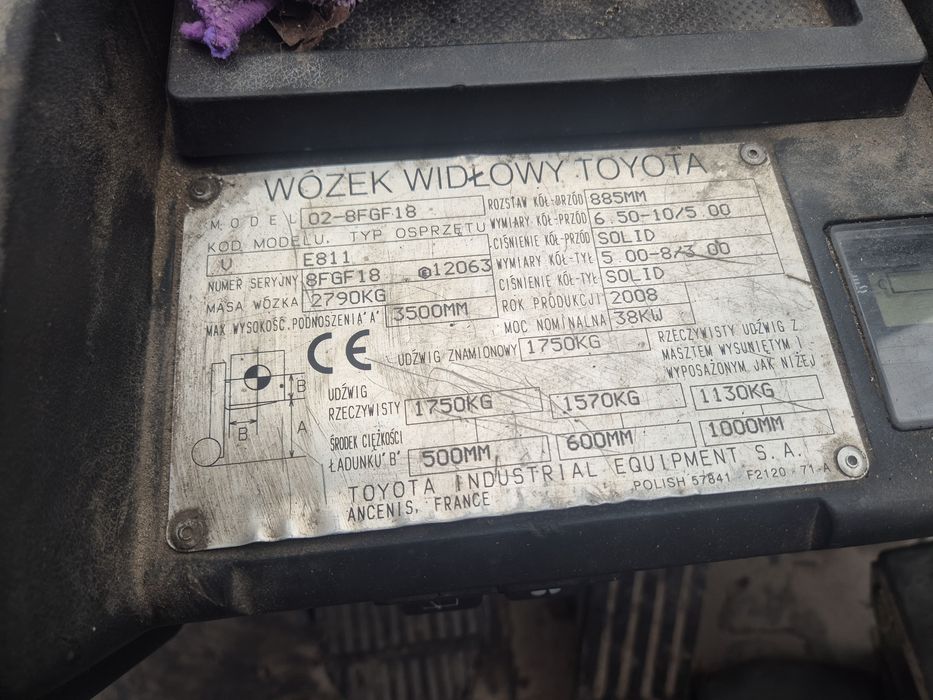 WÓZEK WIDŁOWY TOYOTA
MODEL 02-8FGF18
ROZSTAW KÓŁ-PRZÓD 885MM
KOD MODELU. TYP OSPRZĘTU
WYMIARY KÓŁ-PRZÓD 6.50-10/5.00
V E811
CIŚNIENIE KÓŁ-PRZÓD SOLID
NUMER SERYJNY 8FGF18 E12063
WYMIARY KÓŁ-TYŁ 5.00-8/3.00
MASA WÓZKA 2790KG
CIŚNIENIE KÓŁ-TYŁ SOLID
MAX WYSOKOŚĆ.PODNOSZENIA"A" 3500MM
ROK PRODUKCJI 2008
MOC NOMINALNA 38KW
CE
UDŹWIG ZNAMIONOWY 1750KG
RZECZYWISTY UDŹWIG Z
MASZTEM WYSUNIĘTYM I
WYPOSAŻONYM JAK NIŻEJ
B
B
A
UDŹWIG
RZECZYWISTY 1750KG 1570KG 1130KG
ŚRODEK CIĘŻKOŚCI
ŁADUNKU"B" 500MM 600MM 1000MM
TOYOTA INDUSTRIAL EQUIPMENT S.A.
ANCENIS, FRANCE
POLISH 57841 - F2120 - 71-A